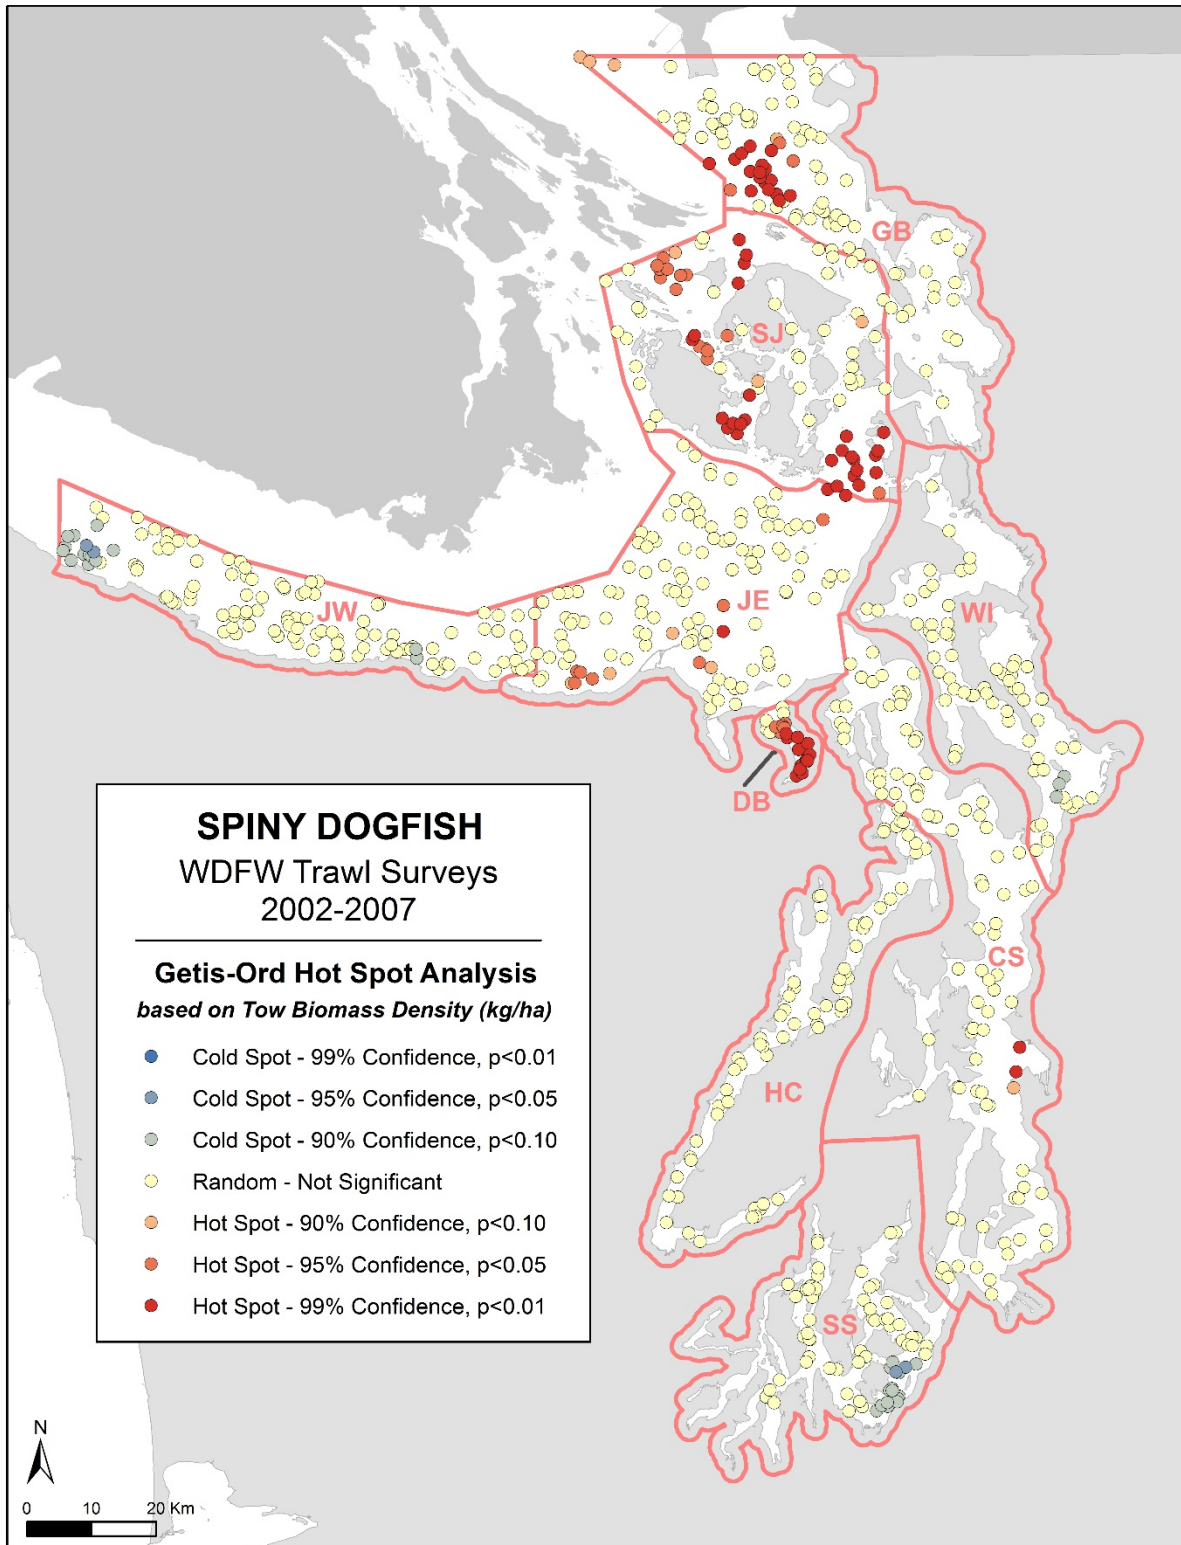 GB
SJ
JW
JE
WI
DB
SPINY DOGFISH
WDFW Trawl Surveys
2002-2007
Getis-Ord Hot Spot Analysis
based on Tow Biomass Density (kg/ha)
Cold Spot - 99% Confidence, p<0.01
Cold Spot - 95% Confidence, p<0.05
Cold Spot - 90% Confidence, p<0.10
Random - Not Significant
Hot Spot - 90% Confidence, p<0.10
Hot Spot - 95% Confidence, p<0.05
Hot Spot - 99% Confidence, p<0.01
CS
HC
SS
N
0 10 20 Km